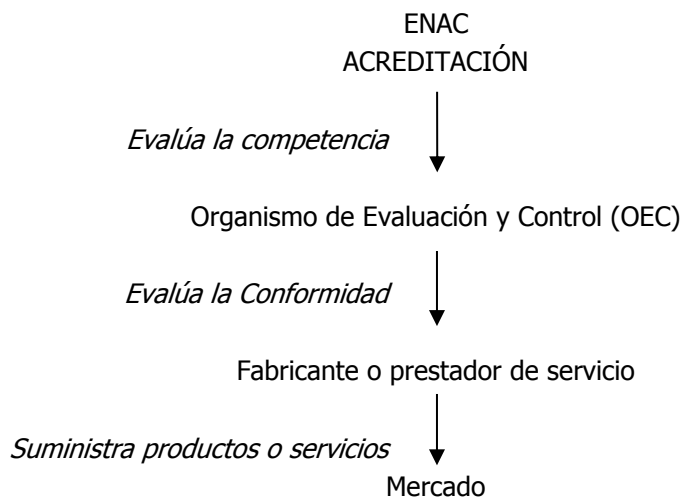 ENAC
ACREDITACIÓN
Evalúa la competencia
Organismo de Evaluación y Control (OEC)
Evalúa la Conformidad
Fabricante o prestador de servicio
Suministra productos o servicios
Mercado